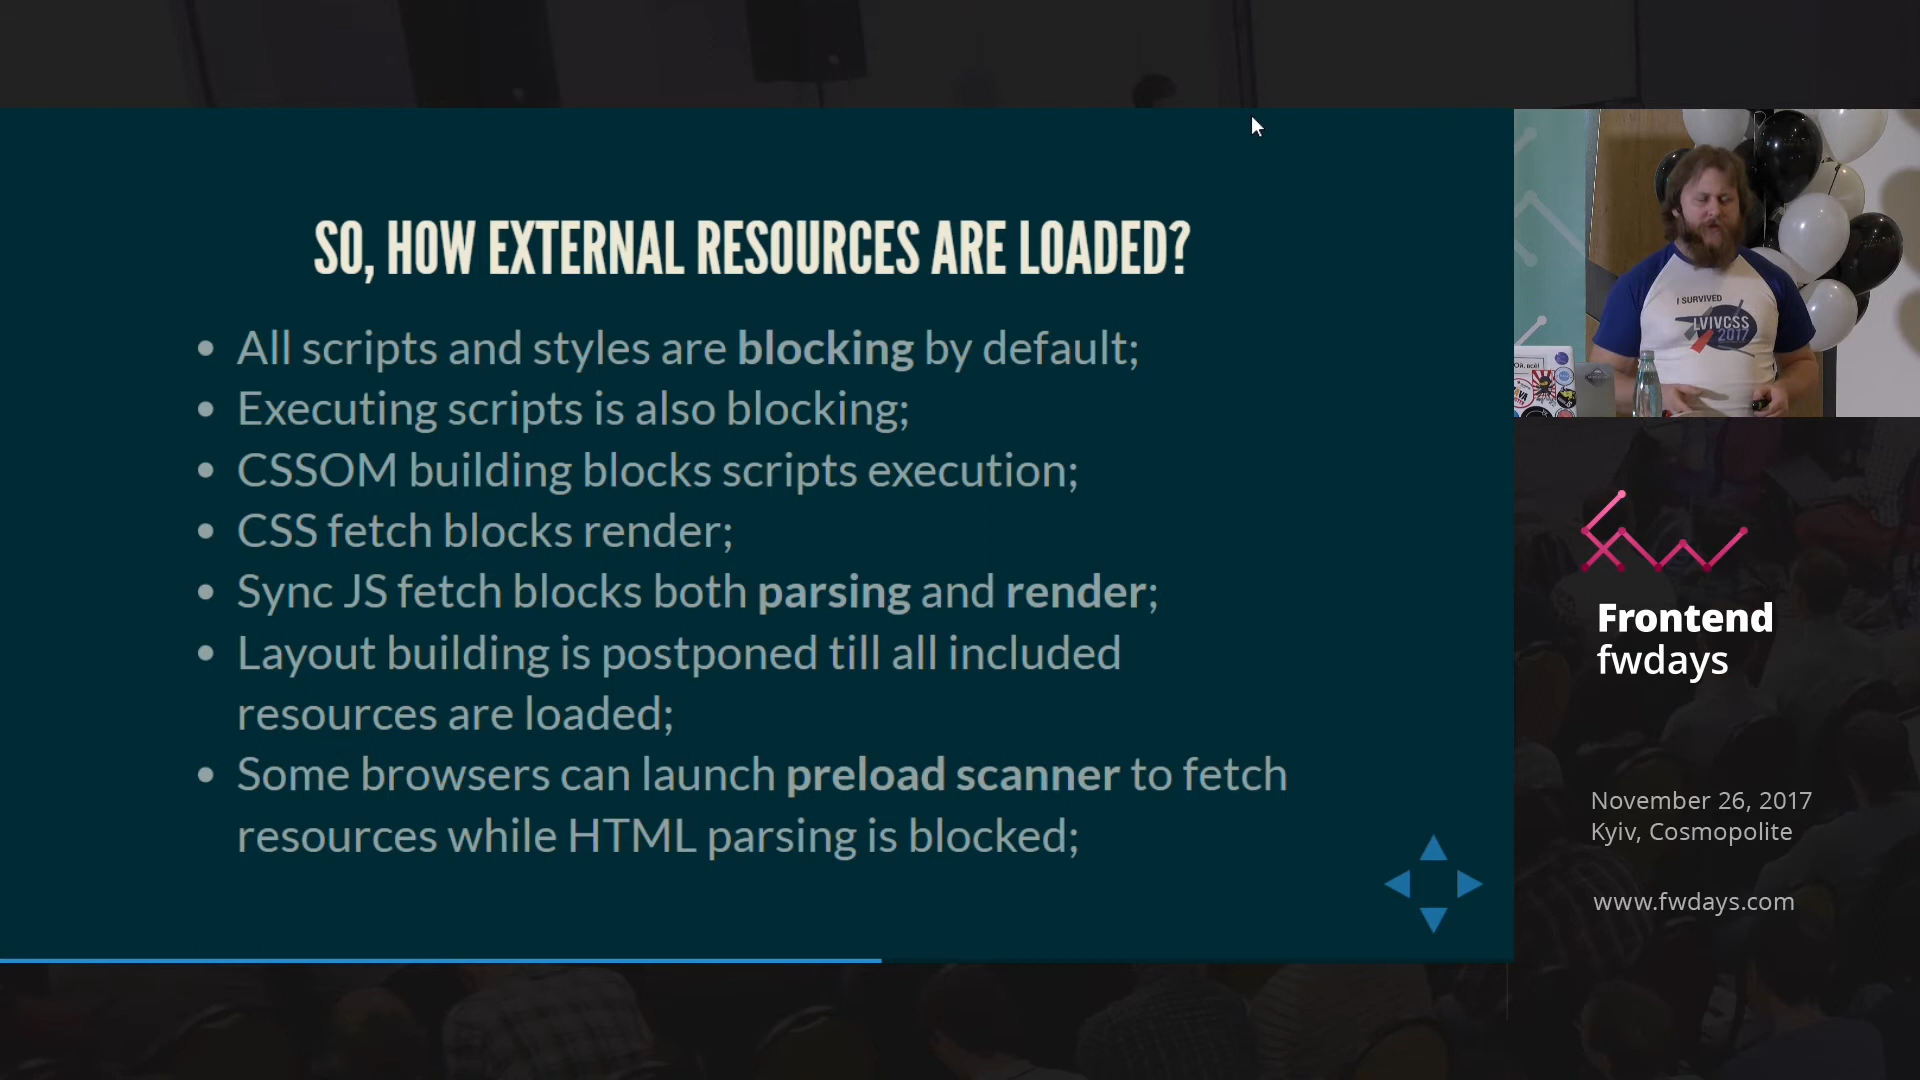 SO, HOW EXTERNAL RESOURCES ARE LOADED?
All scripts and styles are blocking by default;
Executing scripts is also blocking;
CSSOM building blocks scripts execution;
CSS fetch blocks render;
Sync JS fetch blocks both parsing and render;
Layout building is postponed till all included
resources are loaded;
Some browsers can launch preload scanner to fetch
resources while HTML parsing is blocked;
I SURVIVED
LVIVCSS
2017
Frontend
fwdays
November 26, 2017
Kyiv, Cosmopolite
www.fwdays.com